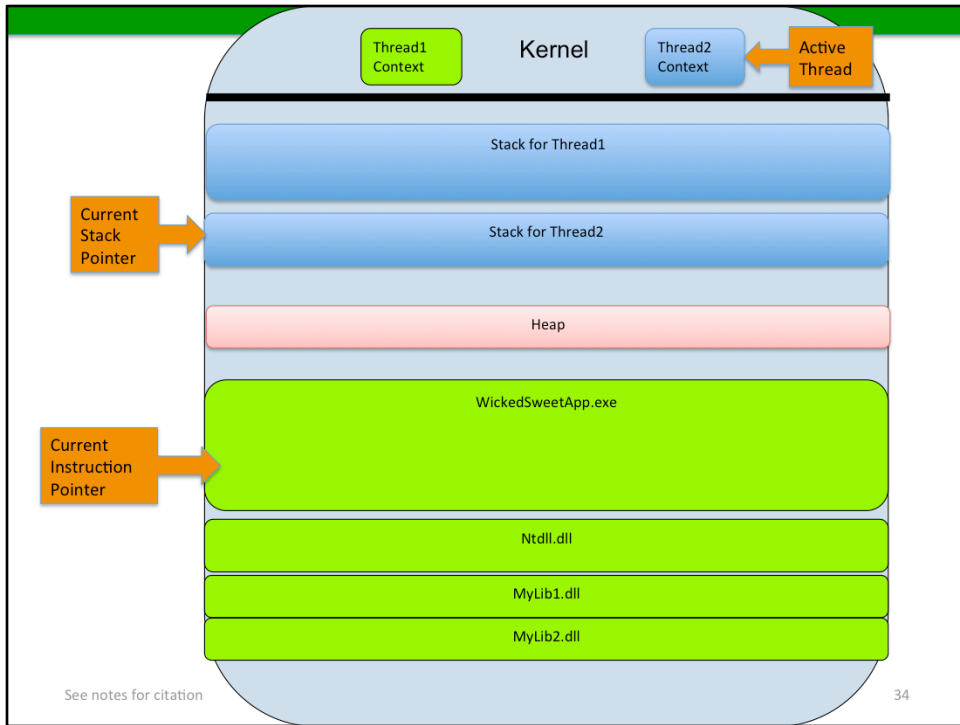 Thread1
Context
Kernel
Thread2
Context
Active
Thread
Stack for Thread1
Current
Stack
Pointer
Stack for Thread2
Heap
WickedSweetApp.exe
Current
Instruction
Pointer
Ntdll.dll
MyLib1.dll
MyLib2.dll
See notes for citation
34